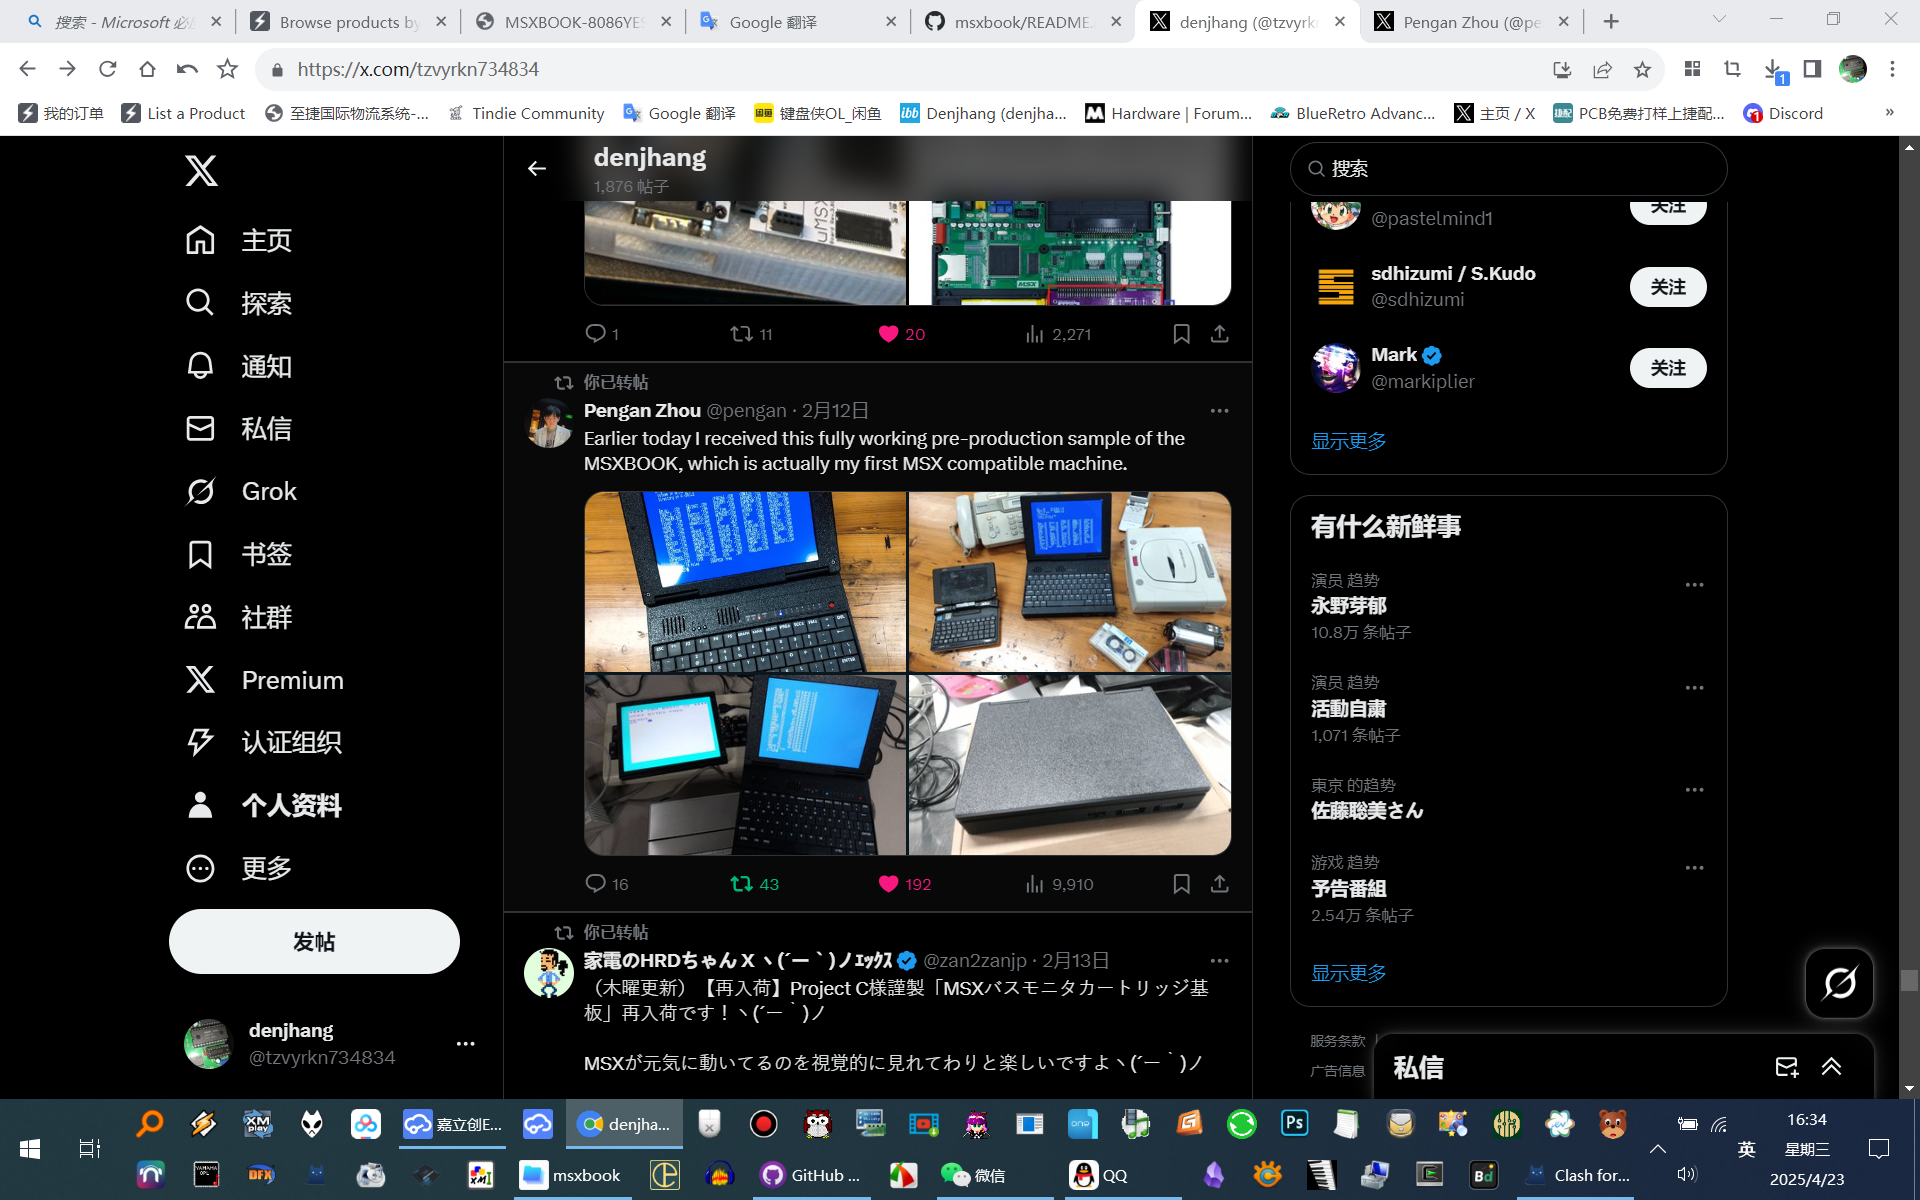 搜索 - Microsoft 必
Browse products by
MSXBOOK-8086YES
Google 翻译
msxbook/README.
denjhang (@tzvyrkn
Pengan Zhou (@pe
https://x.com/tzvyrkn734834
1
我的订单
List a Product
至捷国际物流系统-...
Tindie Community
Google 翻译
键盘侠OL_闲鱼
Denjhang (denjha...
Hardware | Forum...
BlueRetro Advanc...
主页 / X
PCB免费打样上捷配...
Discord
主页
探索
通知
私信
Grok
书签
社群
Premium
认证组织
个人资料
更多
发帖
denjhang
@tzvyrkn734834
denjhang
1,876 帖子
uMSX
MSX
1
11
20
2,271
你已转帖
Pengan Zhou @pengan · 2月12日
Earlier today I received this fully working pre-production sample of the
MSXBOOK, which is actually my first MSX compatible machine.
16
43
192
9,910
你已转帖
家電のHRDちゃんＸヽ(´ー｀)ノｴｯｸｽ @zan2zanjp · 2月13日
（木曜更新）【再入荷】Project C様謹製「MSXバスモニタカートリッジ基
板」再入荷です！ヽ(´ー｀)ノ
MSXが元気に動いてるのを視覚的に見れてわりと楽しいですよヽ(´ー｀)ノ
搜索
@pastelmind1
关注
sdhizumi / S.Kudo
@sdhizumi
关注
Mark
@markiplier
关注
显示更多
有什么新鲜事
演员 趋势
永野芽郁
10.8万 条帖子
演员 趋势
活動自粛
1,071 条帖子
東京 的趋势
佐藤聡美さん
游戏 趋势
予告番組
2.54万 条帖子
显示更多
服务条款
广告信息
私信
嘉立创E...
denjha...
16:34
英
星期三
2025/4/23
msxbook
GitHub ...
微信
QQ
Clash for...